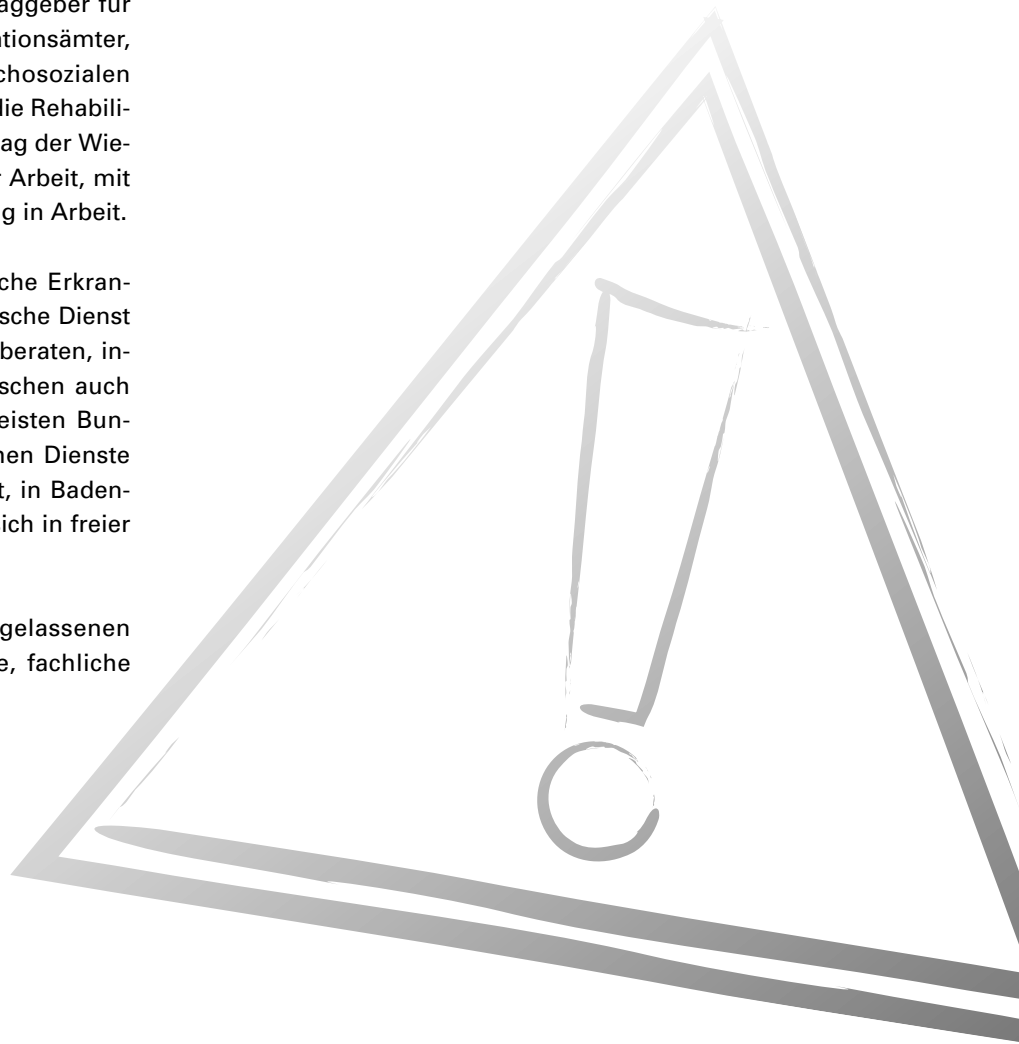 aggeber für
ationsämter,
chosozialen
die Rehabili-
ag der Wie-
r Arbeit, mit
g in Arbeit.
che Erkran-
sche Dienst
beraten, in-
schen auch
eisten Bun-
hen Dienste
t, in Baden-
ich in freier
gelassenen
e, fachliche